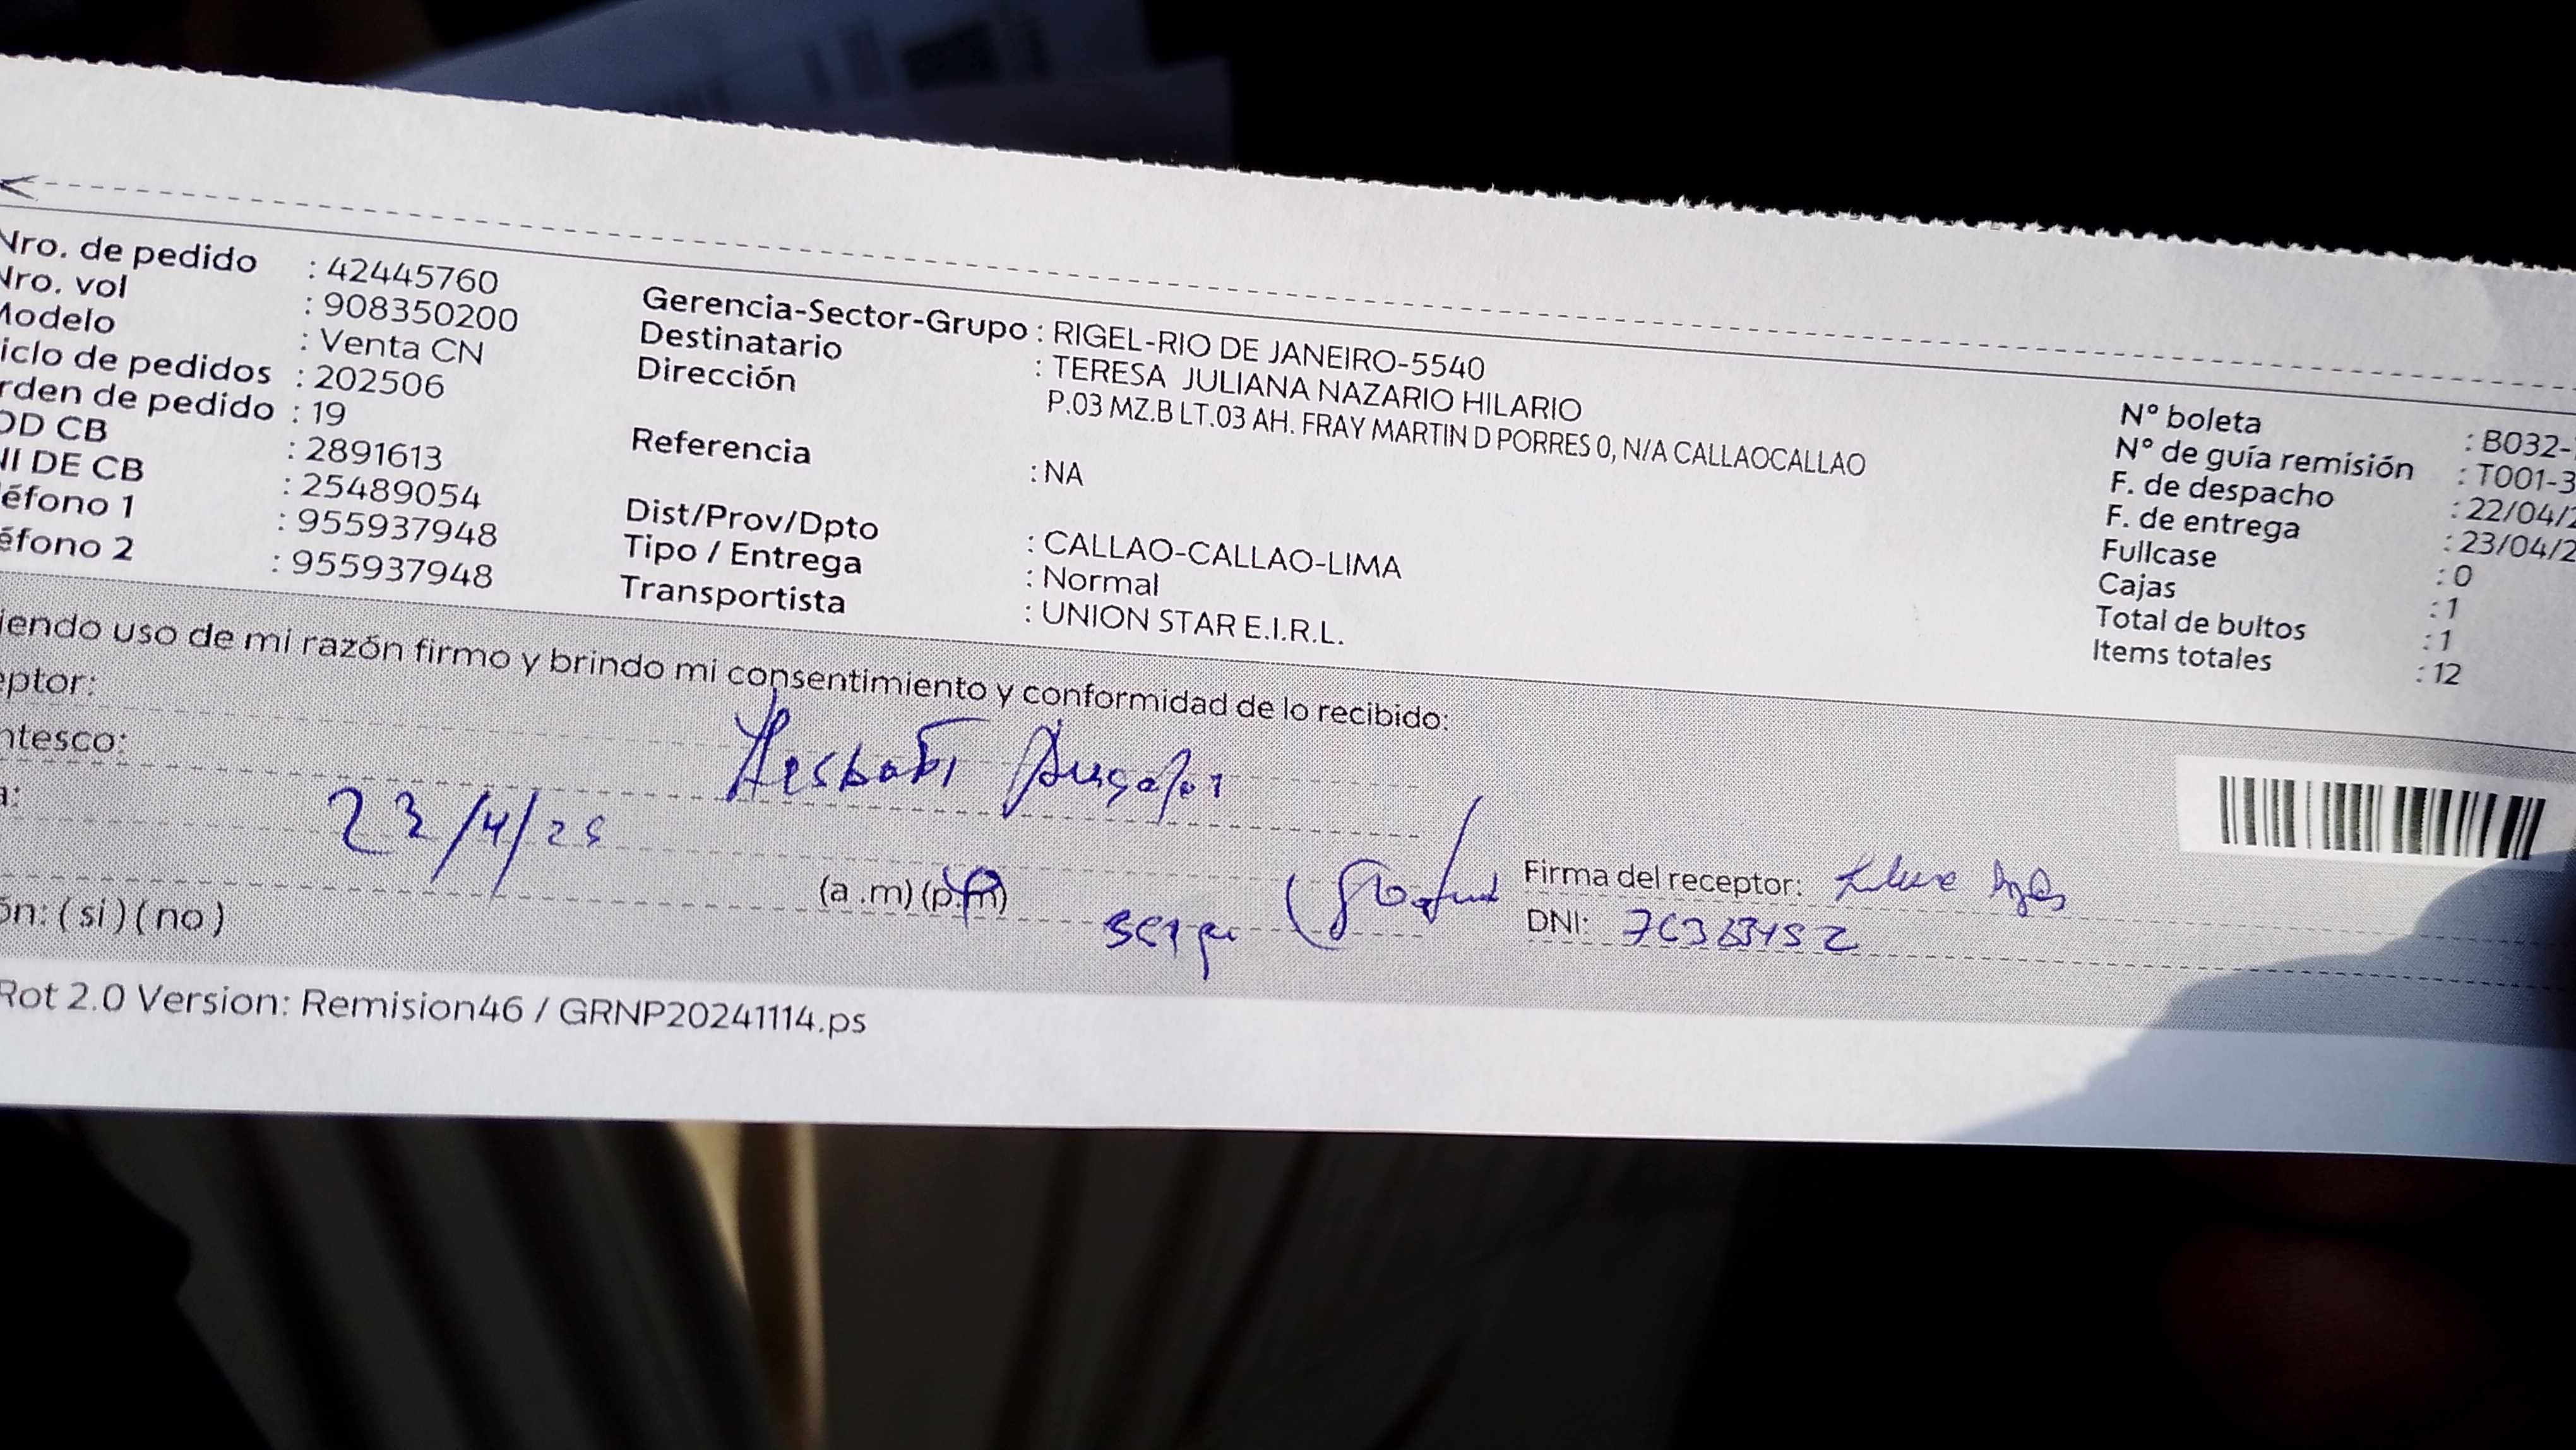 Nro. de pedido : 42445760
Nro. vol : 908350200
Modelo : Venta CN
iclo de pedidos : 202506
rden de pedido : 19
OD CB : 2891613
NI DE CB : 25489054
léfono 1 : 955937948
éfono 2 : 955937948
Gerencia-Sector-Grupo : RIGEL-RIO DE JANEIRO-5540
Destinatario : TERESA JULIANA NAZARIO HILARIO
Dirección P.03 MZ.B LT.03 AH. FRAY MARTIN D PORRES 0, N/A CALLAOCALLAO
Referencia : NA
Dist/Prov/Dpto : CALLAO-CALLAO-LIMA
Tipo / Entrega : Normal
Transportista : UNION STAR E.I.R.L.
N° boleta : B032-
N° de guía remisión : T001-3
F. de despacho : 22/04/2
F. de entrega : 23/04/2
Fullcase : 0
Cajas : 1
Total de bultos : 1
Items totales : 12
iendo uso de mi razón firmo y brindo mi consentimiento y conformidad de lo recibido:
eptor:
ntesco:
a: 23/4/25
(a .m) (p.m)
Firma del receptor:
DNI:
ón: ( si ) ( no )
Rot 2.0 Version: Remision46 / GRNP20241114.ps